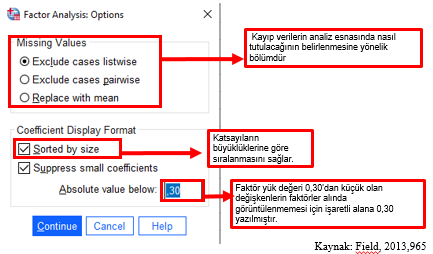 Factor Analysis: Options
Missing Values
Exclude cases listwise
Exclude cases pairwise
Replace with mean
Kayıp verilerin analiz esnasında nasıl
tutulacağının belirlenmesine yönelik
bölümdür
Coefficient Display Format
Sorted by size
Suppress small coefficients
Absolute value below: .30
Katsayıların
büyüklüklerine göre
sıralanmasını sağlar.
Faktör yük değeri 0,30'dan küçük olan
değişkenlerin faktörler alında
görüntülenmemesi için işaretli alana 0,30
yazılmıştır.
Continue Cancel Help
Kaynak: Field, 2013,965